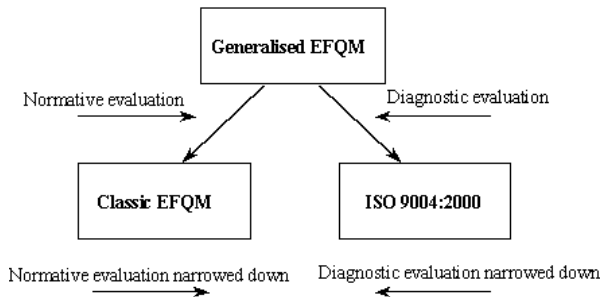 Generalised EFQM
Normative evaluation
Diagnostic evaluation
Classic EFQM
ISO 9004:2000
Normative evaluation narrowed down
Diagnostic evaluation narrowed down